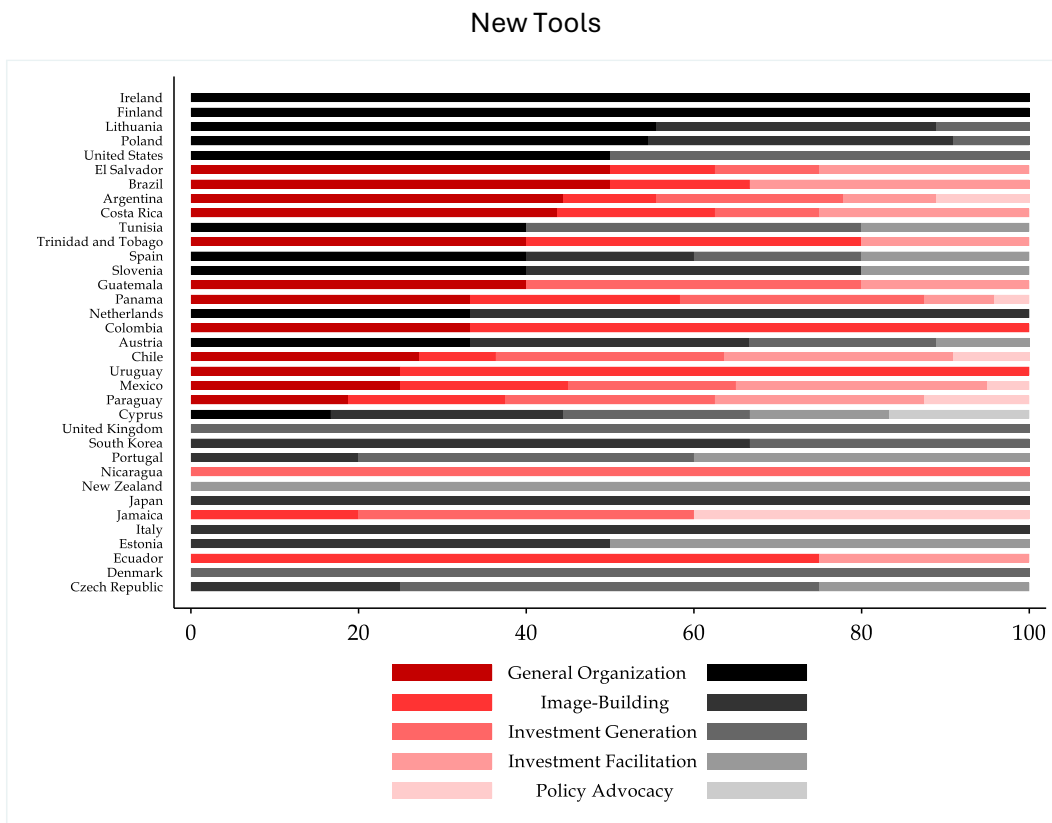 New Tools
Ireland
Finland
Lithuania
Poland
United States
El Salvador
Brazil
Argentina
Costa Rica
Tunisia
Trinidad and Tobago
Spain
Slovenia
Guatemala
Panama
Netherlands
Colombia
Austria
Chile
Uruguay
Mexico
Paraguay
Cyprus
United Kingdom
South Korea
Portugal
Nicaragua
New Zealand
Japan
Jamaica
Italy
Estonia
Ecuador
Denmark
Czech Republic
0 20 40 60 80 100
General Organization
Image-Building
Investment Generation
Investment Facilitation
Policy Advocacy